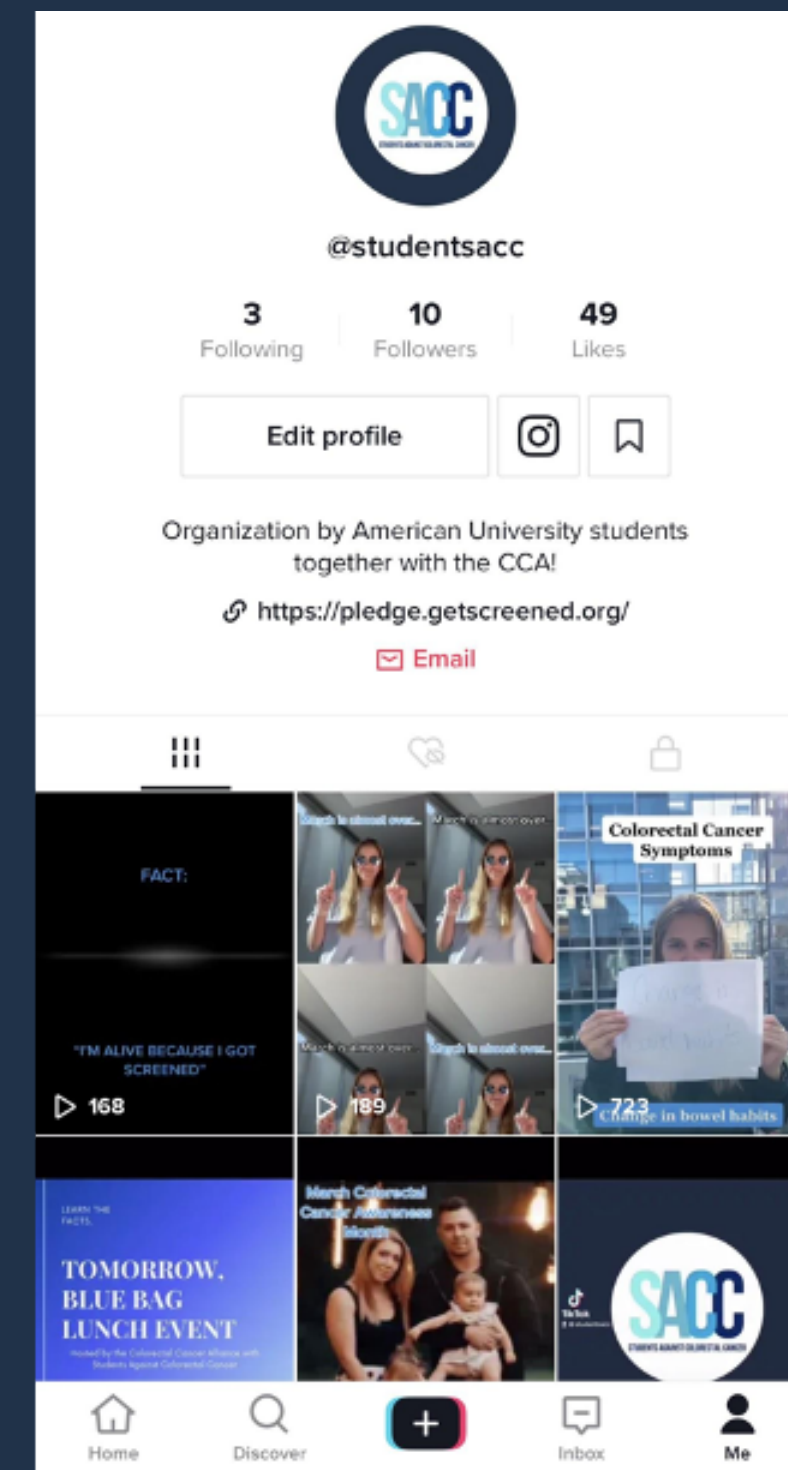 SACC
STUDENTS AGAINST COLORECTAL CANCER
@studentsacc
3 10 49
Following Followers Likes
Edit profile
Organization by American University students
together with the CCA!
https://pledge.getscreened.org/
Email
FACT:
"I'M ALIVE BECAUSE I GOT
SCREENED"
168
March is almost over... March is almost over...
March is almost over... March is almost over...
189
Colorectal Cancer
Symptoms
723
Change in bowel habits
LEARN THE
FACTS.
TOMORROW,
BLUE BAG
LUNCH EVENT
Hosted by the Colorectal Cancer Alliance with
Students Against Colorectal Cancer
March Colorectal
Cancer Awareness
Month
TikTok
SACC
STUDENTS AGAINST COLORECTAL CANCER
Home Discover Inbox Me